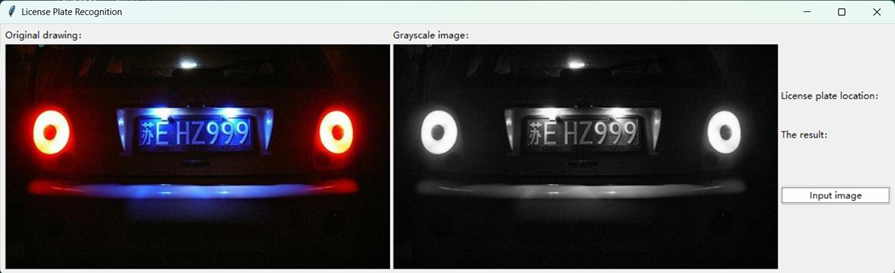 License Plate Recognition
Original drawing:
Grayscale image:
苏E HZ999
苏E HZ999
License plate location:
The result:
Input image